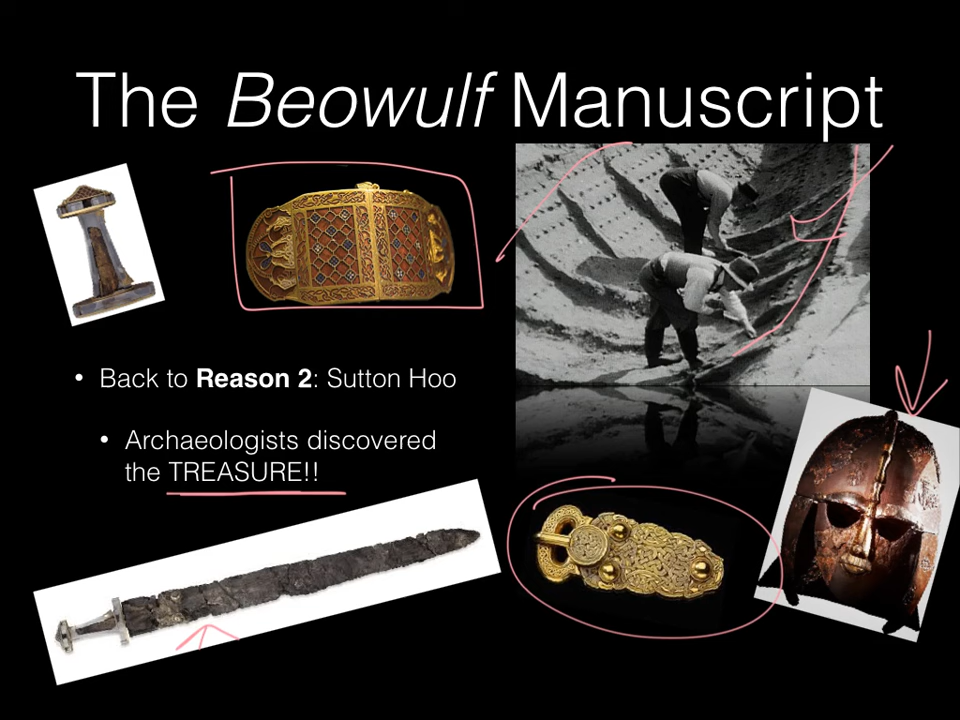 The Beowulf Manuscript
• Back to Reason 2: Sutton Hoo
• Archaeologists discovered
the TREASURE!!